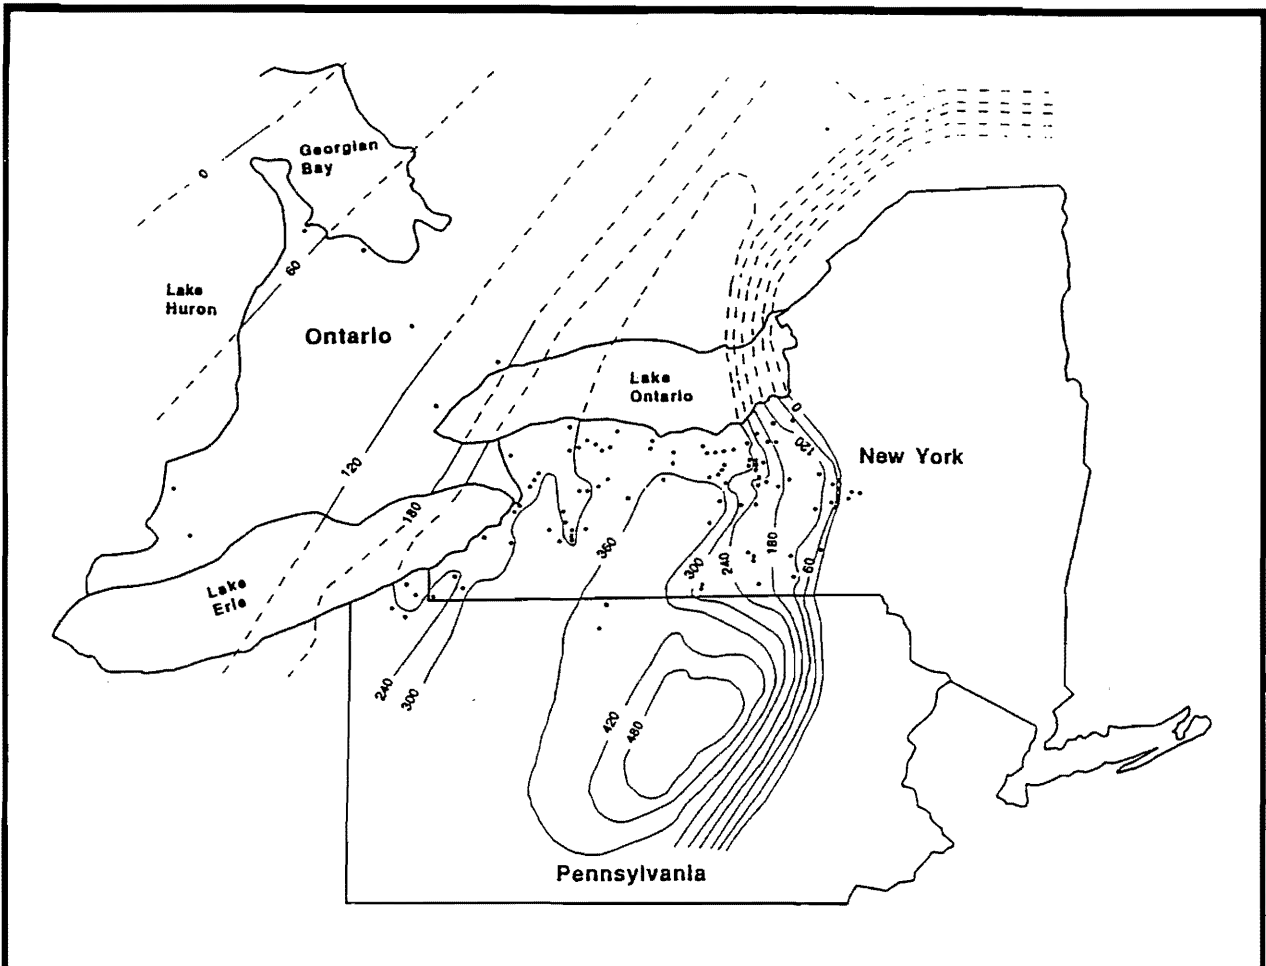 Georgian
Bay
0
60
Lake
Huron
Ontario
Lake
Ontario
0
120
New York
120
180
360
300
240
180
60
Lake
Erie
240
300
420
480
Pennsylvania